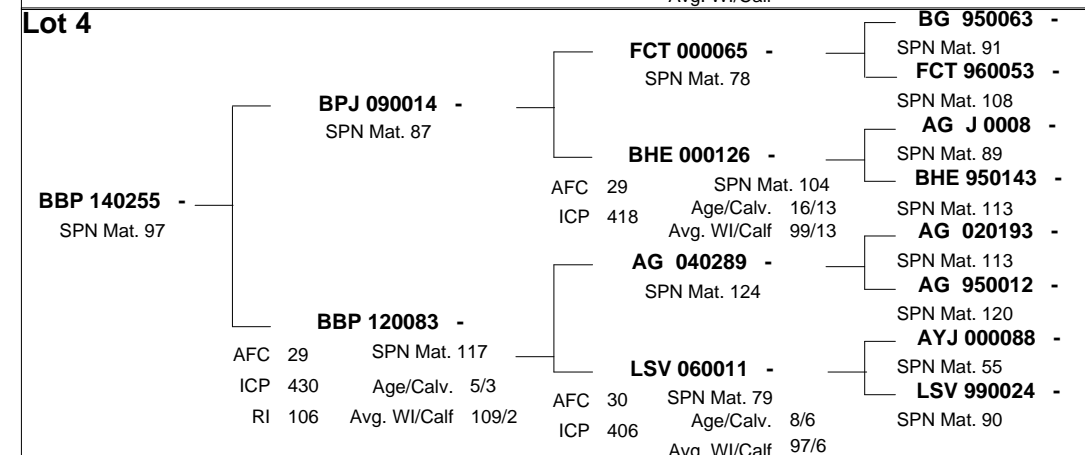 Avg. WI/Calf
Lot 4
BG 950063 -
SPN Mat. 91
FCT 000065 -
SPN Mat. 78
FCT 960053 -
SPN Mat. 108
BPJ 090014 -
SPN Mat. 87
AG J 0008 -
SPN Mat. 89
BHE 000126 -
AFC 29 SPN Mat. 104
ICP 418 Age/Calv. 16/13
Avg. WI/Calf 99/13
BHE 950143 -
SPN Mat. 113
BBP 140255 -
SPN Mat. 97
AG 020193 -
SPN Mat. 113
AG 040289 -
SPN Mat. 124
AG 950012 -
SPN Mat. 120
BBP 120083 -
AFC 29 SPN Mat. 117
ICP 430 Age/Calv. 5/3
RI 106 Avg. WI/Calf 109/2
AYJ 000088 -
SPN Mat. 55
LSV 060011 -
AFC 30 SPN Mat. 79
ICP 406 Age/Calv. 8/6
Avg. WI/Calf 97/6
LSV 990024 -
SPN Mat. 90